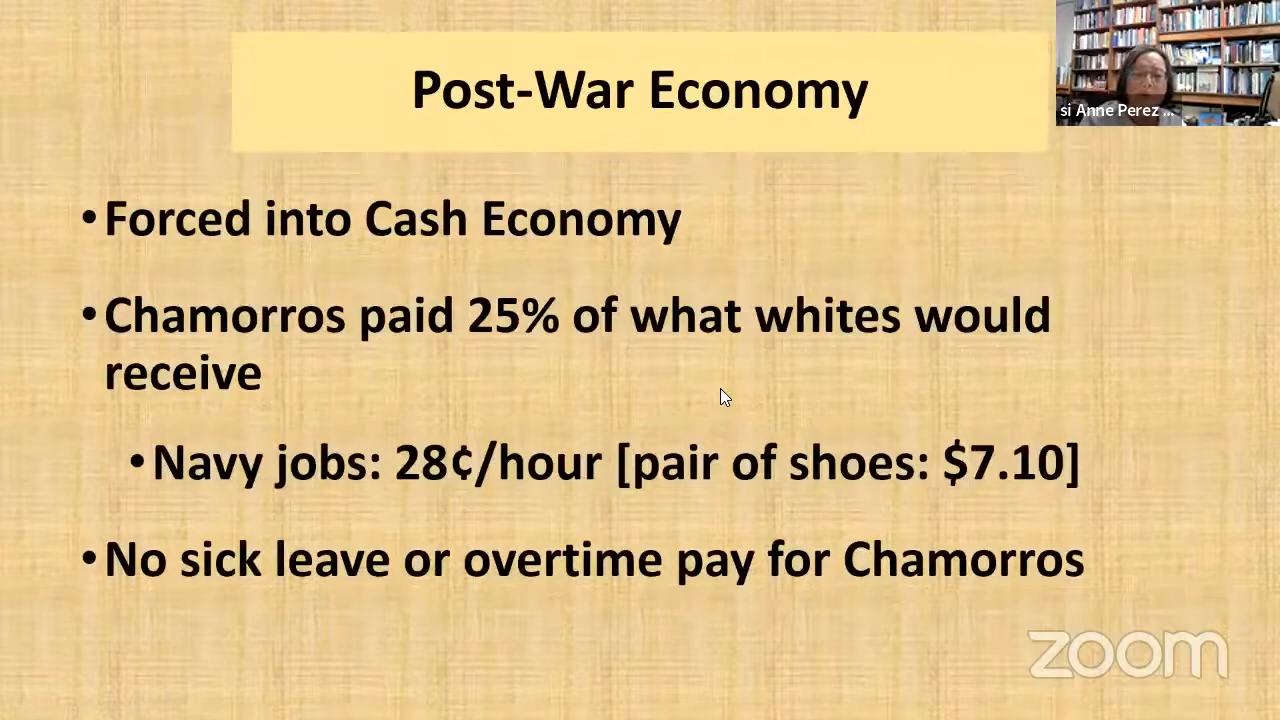 Post-War Economy
si Anne Perez ...
•Forced into Cash Economy
•Chamorros paid 25% of what whites would
receive
•Navy jobs: 28¢/hour [pair of shoes: $7.10]
•No sick leave or overtime pay for Chamorros
zoom